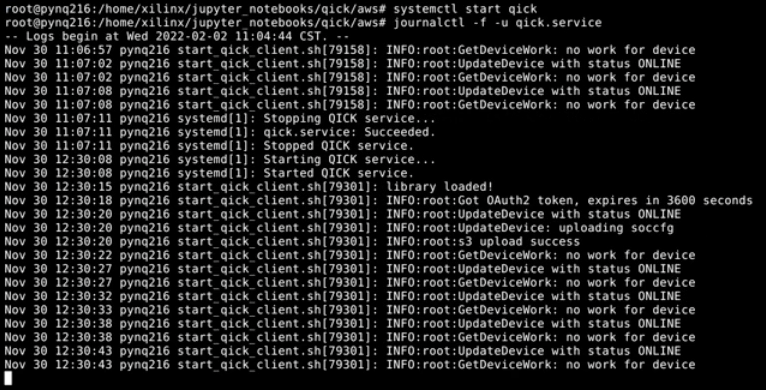 root@pynq216:/home/xilinx/jupyter_notebooks/qick/aws# systemctl start qick
root@pynq216:/home/xilinx/jupyter_notebooks/qick/aws# journalctl -f -u qick.service
-- Logs begin at Wed 2022-02-02 11:04:44 CST. --
Nov 30 11:06:57 pynq216 start_qick_client.sh[79158]: INFO:root:GetDeviceWork: no work for device
Nov 30 11:07:02 pynq216 start_qick_client.sh[79158]: INFO:root:UpdateDevice with status ONLINE
Nov 30 11:07:02 pynq216 start_qick_client.sh[79158]: INFO:root:GetDeviceWork: no work for device
Nov 30 11:07:08 pynq216 start_qick_client.sh[79158]: INFO:root:UpdateDevice with status ONLINE
Nov 30 11:07:08 pynq216 start_qick_client.sh[79158]: INFO:root:GetDeviceWork: no work for device
Nov 30 11:07:11 pynq216 systemd[1]: Stopping QICK service...
Nov 30 11:07:11 pynq216 systemd[1]: qick.service: Succeeded.
Nov 30 11:07:11 pynq216 systemd[1]: Stopped QICK service.
Nov 30 12:30:08 pynq216 systemd[1]: Starting QICK service...
Nov 30 12:30:08 pynq216 systemd[1]: Started QICK service.
Nov 30 12:30:15 pynq216 start_qick_client.sh[79301]: library loaded!
Nov 30 12:30:18 pynq216 start_qick_client.sh[79301]: INFO:root:Got OAuth2 token, expires in 3600 seconds
Nov 30 12:30:20 pynq216 start_qick_client.sh[79301]: INFO:root:UpdateDevice with status ONLINE
Nov 30 12:30:20 pynq216 start_qick_client.sh[79301]: INFO:root:UpdateDevice: uploading soccfg
Nov 30 12:30:20 pynq216 start_qick_client.sh[79301]: INFO:root:s3 upload success
Nov 30 12:30:22 pynq216 start_qick_client.sh[79301]: INFO:root:GetDeviceWork: no work for device
Nov 30 12:30:27 pynq216 start_qick_client.sh[79301]: INFO:root:UpdateDevice with status ONLINE
Nov 30 12:30:27 pynq216 start_qick_client.sh[79301]: INFO:root:GetDeviceWork: no work for device
Nov 30 12:30:32 pynq216 start_qick_client.sh[79301]: INFO:root:UpdateDevice with status ONLINE
Nov 30 12:30:33 pynq216 start_qick_client.sh[79301]: INFO:root:GetDeviceWork: no work for device
Nov 30 12:30:38 pynq216 start_qick_client.sh[79301]: INFO:root:UpdateDevice with status ONLINE
Nov 30 12:30:38 pynq216 start_qick_client.sh[79301]: INFO:root:GetDeviceWork: no work for device
Nov 30 12:30:43 pynq216 start_qick_client.sh[79301]: INFO:root:UpdateDevice with status ONLINE
Nov 30 12:30:43 pynq216 start_qick_client.sh[79301]: INFO:root:GetDeviceWork: no work for device